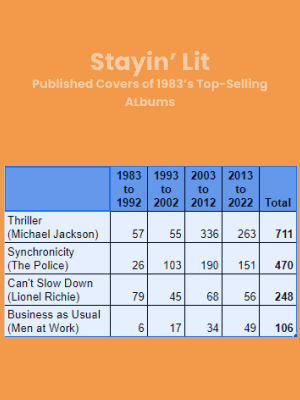 Stayin’ Lit
Published Covers of 1983’s Top-Selling
ALbums
1983 to 1992 1993 to 2002 2003 to 2012 2013 to 2022 Total
Thriller
(Michael Jackson) 57 55 336 263 711
Synchronicity
(The Police) 26 103 190 151 470
Can't Slow Down
(Lionel Richie) 79 45 68 56 248
Business as Usual
(Men at Work) 6 17 34 49 106